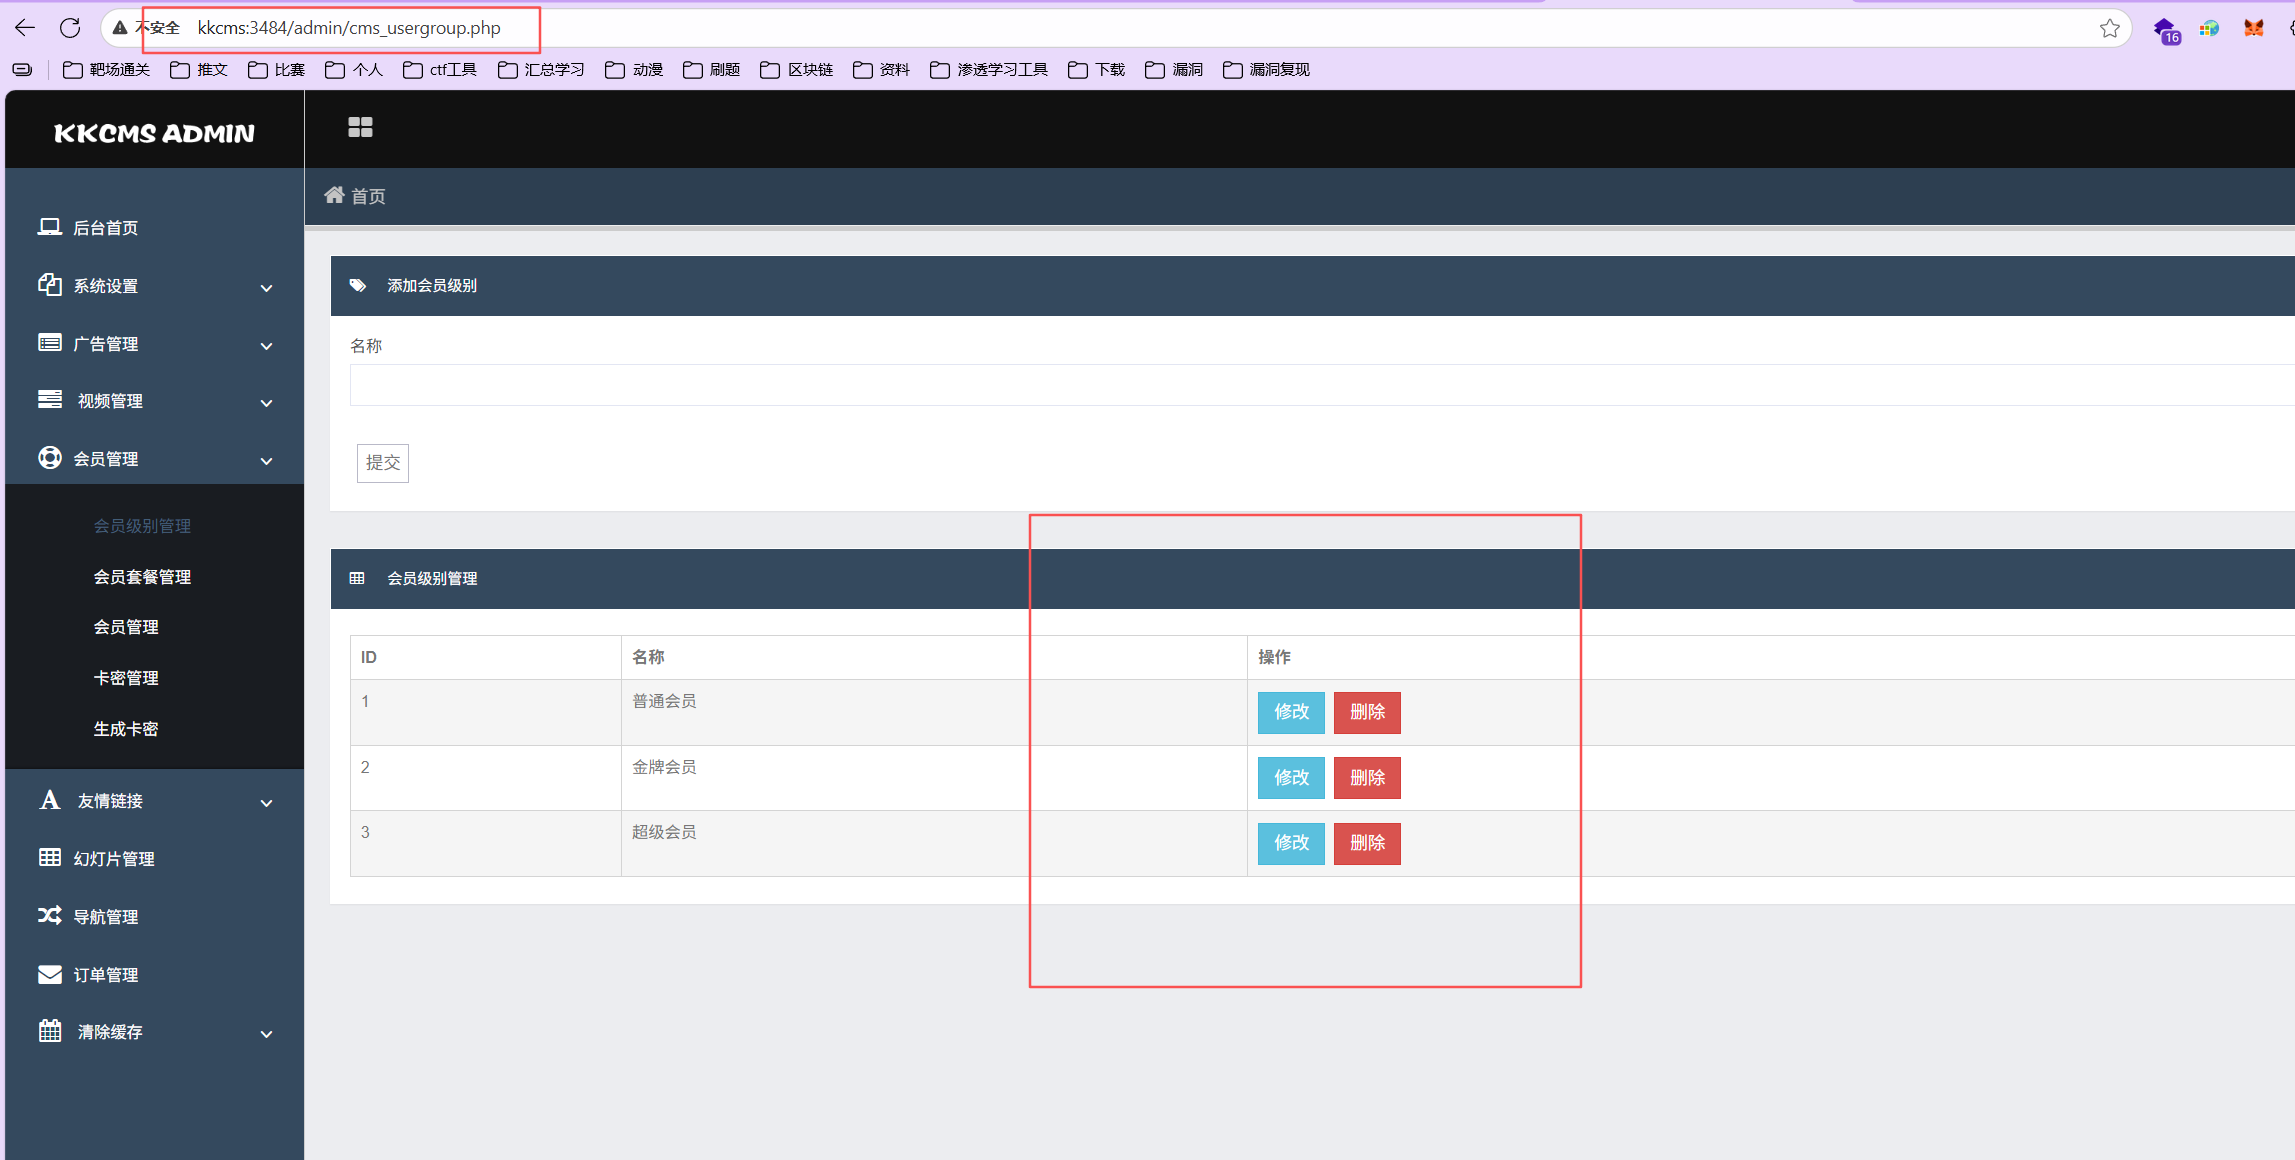 不安全 kkcms:3484/admin/cms_usergroup.php
16
靶场通关 推文 比赛 个人 ctf工具 汇总学习 动漫 刷题 区块链 资料 渗透学习工具 下载 漏洞 漏洞复现
KKCMS ADMIN
首页
后台首页
系统设置
广告管理
视频管理
会员管理
会员级别管理
会员套餐管理
会员管理
卡密管理
生成卡密
友情链接
幻灯片管理
导航管理
订单管理
清除缓存
添加会员级别
名称
提交
会员级别管理
ID 名称 操作
1 普通会员 修改 删除
2 金牌会员 修改 删除
3 超级会员 修改 删除